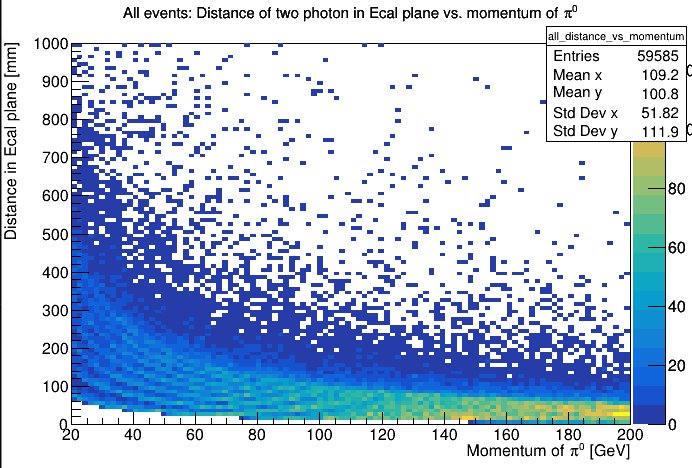 All events: Distance of two photon in Ecal plane vs. momentum of π⁰
all_distance_vs_momentum
Entries 59585
Mean x 109.2
Mean y 100.8
Std Dev x 51.82
Std Dev y 111.9
Distance in Ecal plane [mm]
1000
900
800
700
600
500
400
300
200
100
0
20 40 60 80 100 120 140 160 180 200
Momentum of π⁰ [GeV]
80
60
40
20
0